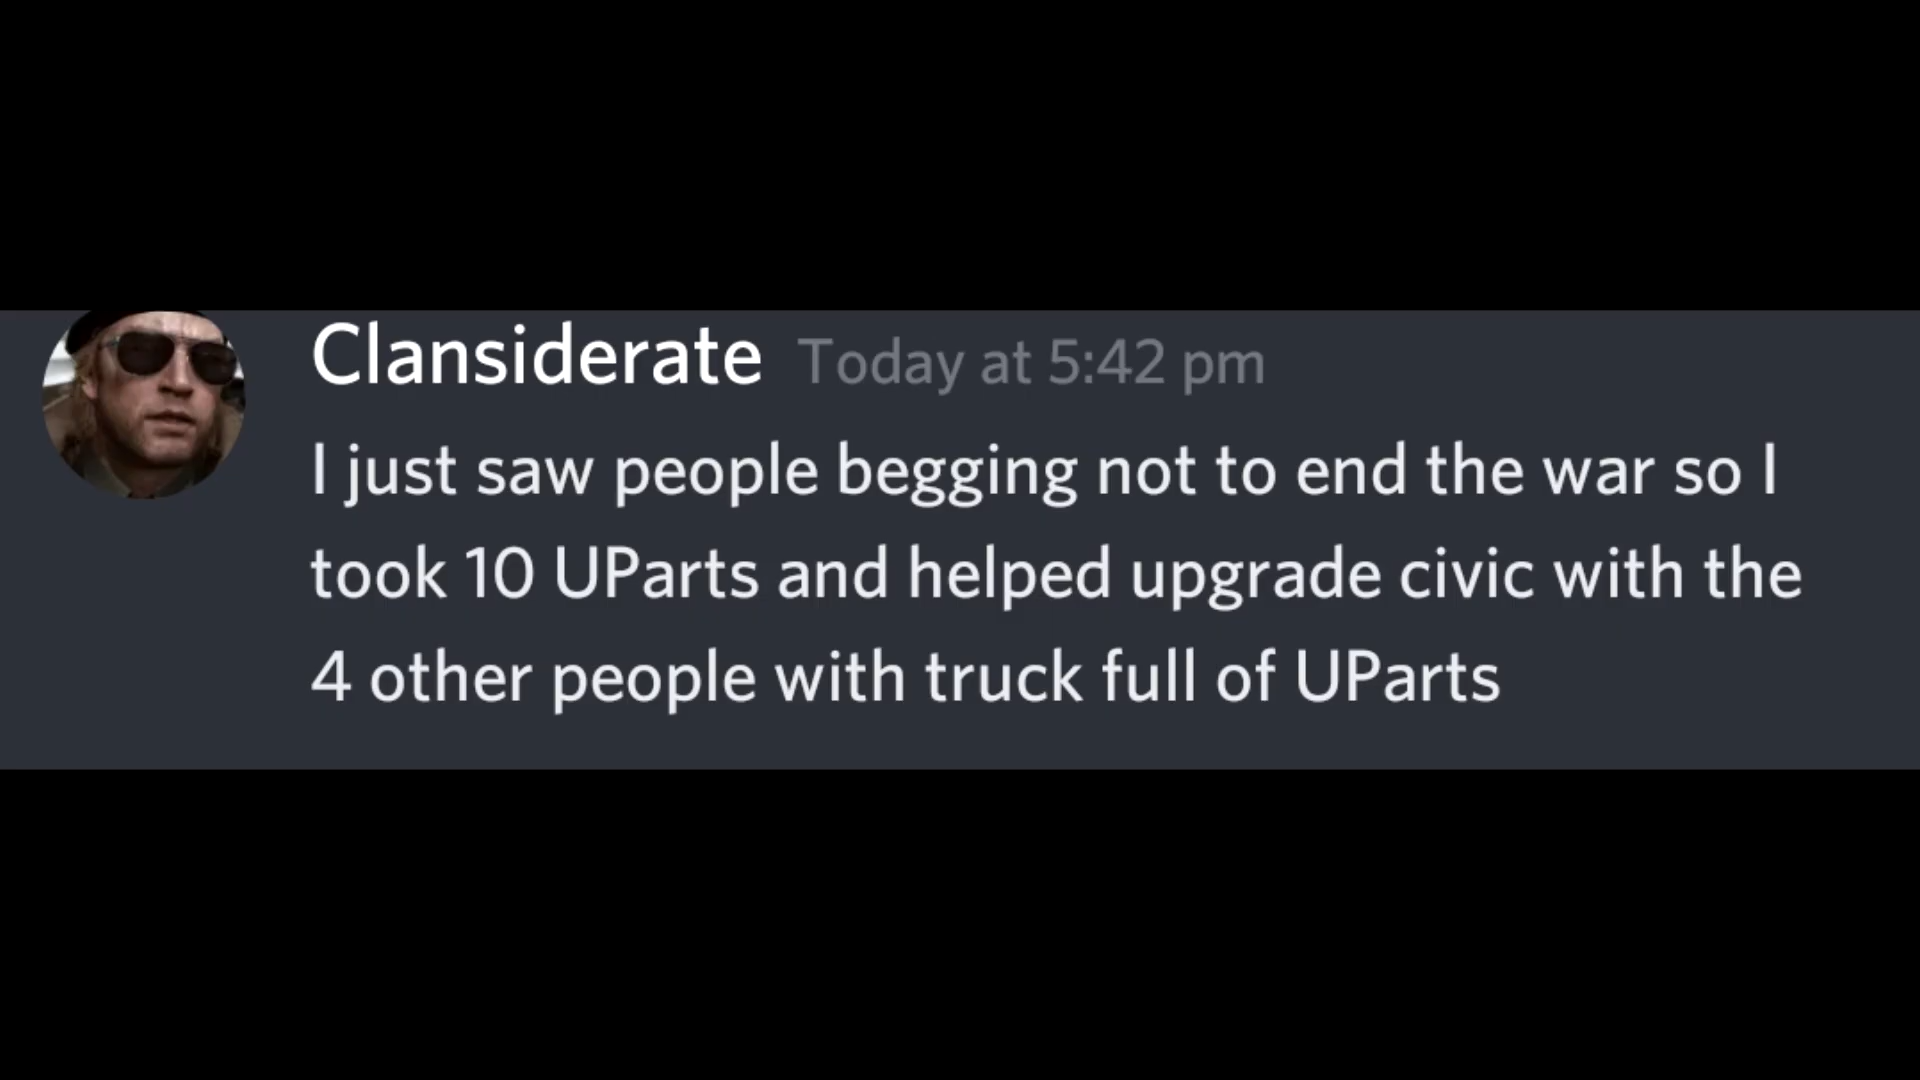 Clansiderate Today at 5:42 pm
I just saw people begging not to end the war so I
took 10 UParts and helped upgrade civic with the
4 other people with truck full of UParts